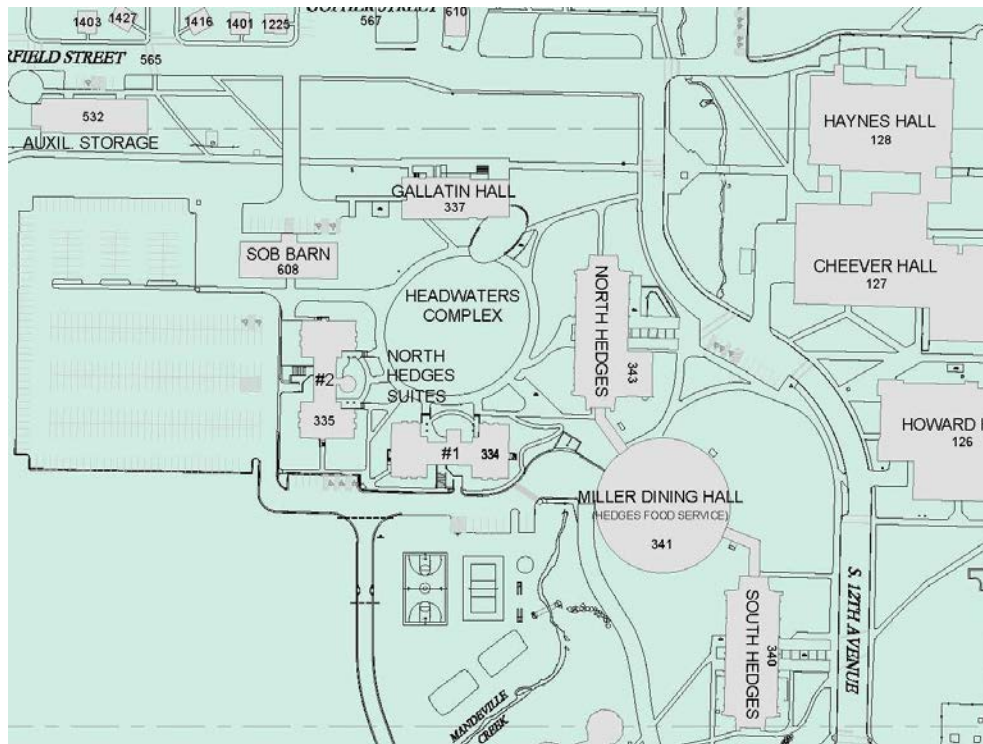 1403
1427
1416
1401
1225
567
610
RFIELD STREET
565
532
AUXIL. STORAGE
HAYNES HALL
128
GALLATIN HALL
337
SOB BARN
608
CHEEVER HALL
127
HEADWATERS
COMPLEX
NORTH HEDGES
343
NORTH
HEDGES
SUITES
#2
335
#1
334
HOWARD H
126
MILLER DINING HALL
(HEDGES FOOD SERVICE)
341
SOUTH HEDGES
340
S. 12TH AVENUE
MANDEVILLE
CREEK